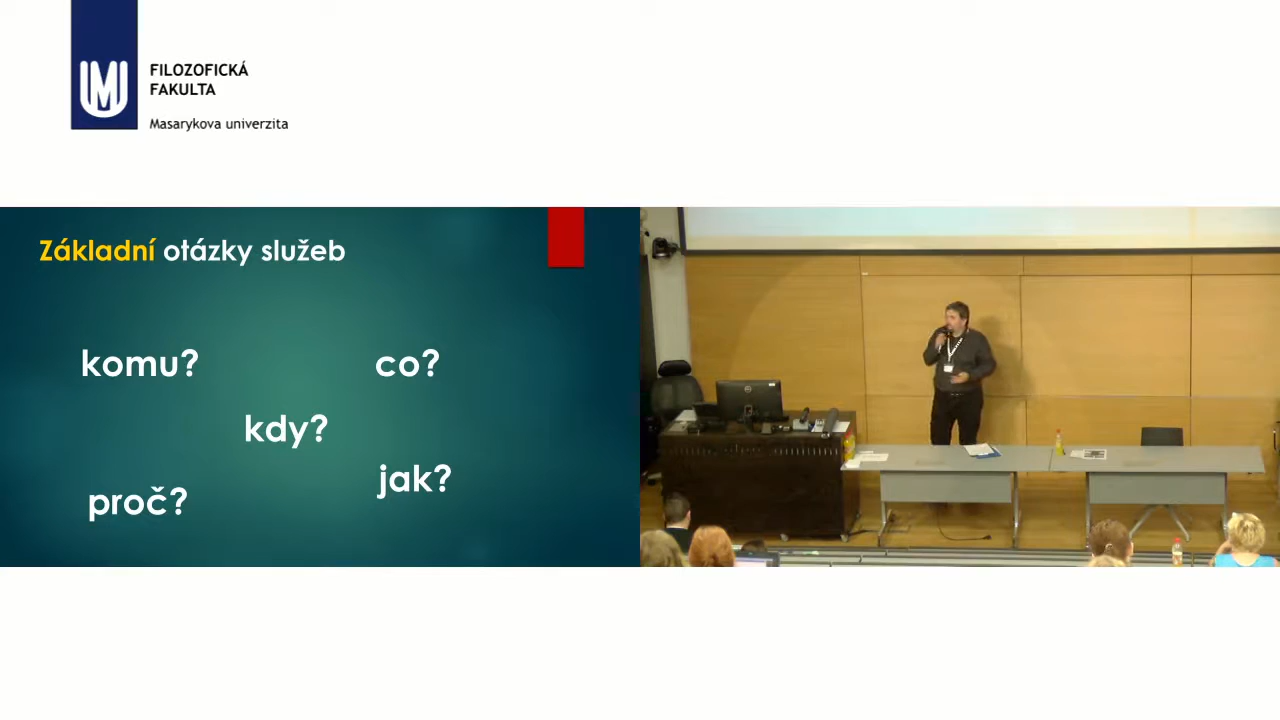 FILOZOFICKÁ
FAKULTA
Masarykova univerzita
Základní otázky služeb
komu?
co?
kdy?
jak?
proč?